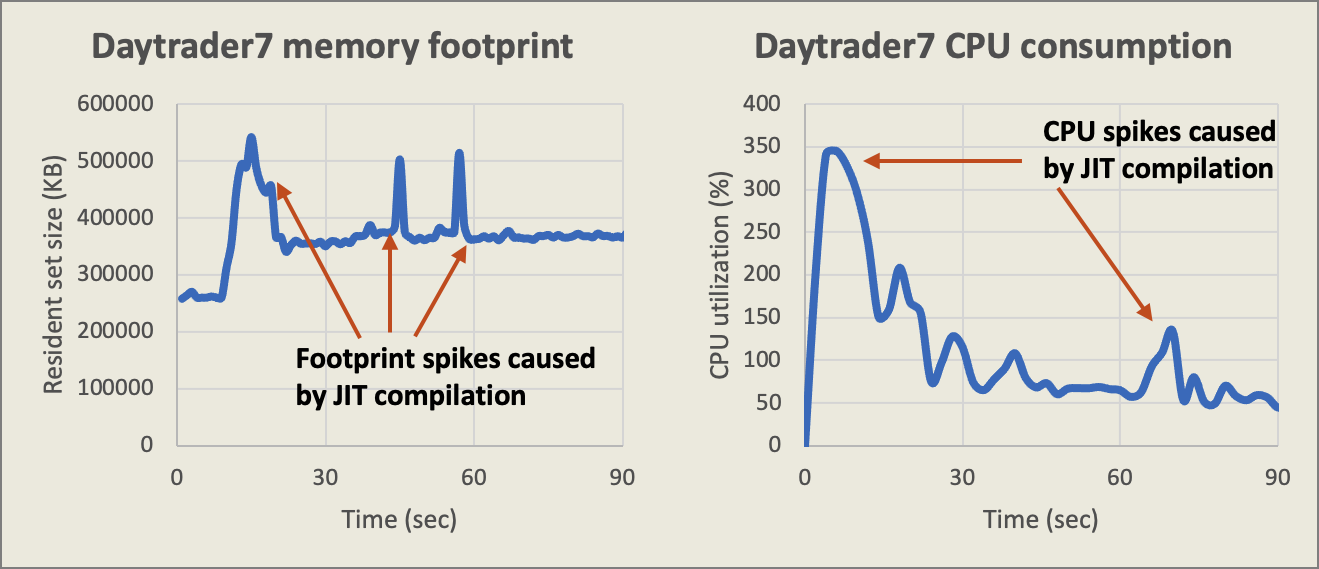 Daytrader7 memory footprint
600000
500000
400000
300000
200000
100000
0
Resident set size (KB)
Footprint spikes caused
by JIT compilation
0 30 60 90
Time (sec)
Daytrader7 CPU consumption
400
350
300
250
200
150
100
50
0
CPU utilization (%)
CPU spikes caused
by JIT compilation
0 30 60 90
Time (sec)